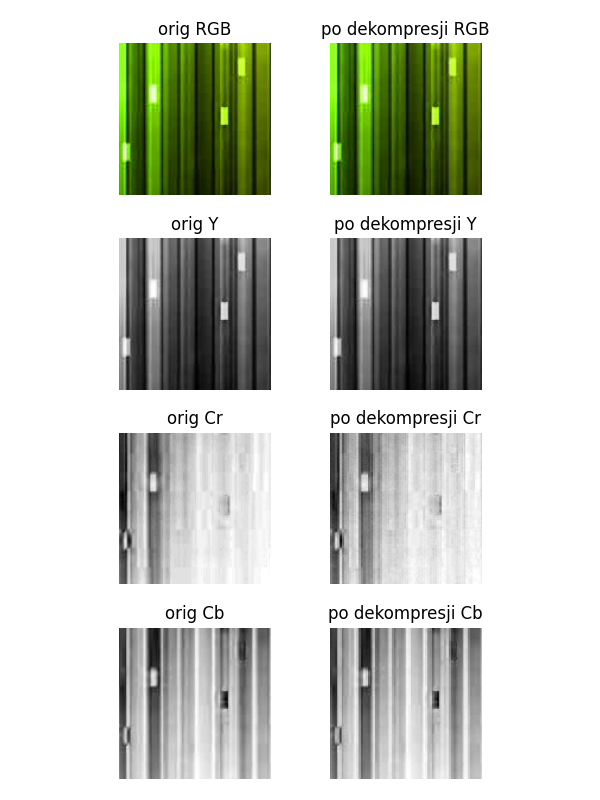 orig RGB
po dekompresji RGB
orig Y
po dekompresji Y
orig Cr
po dekompresji Cr
orig Cb
po dekompresji Cb